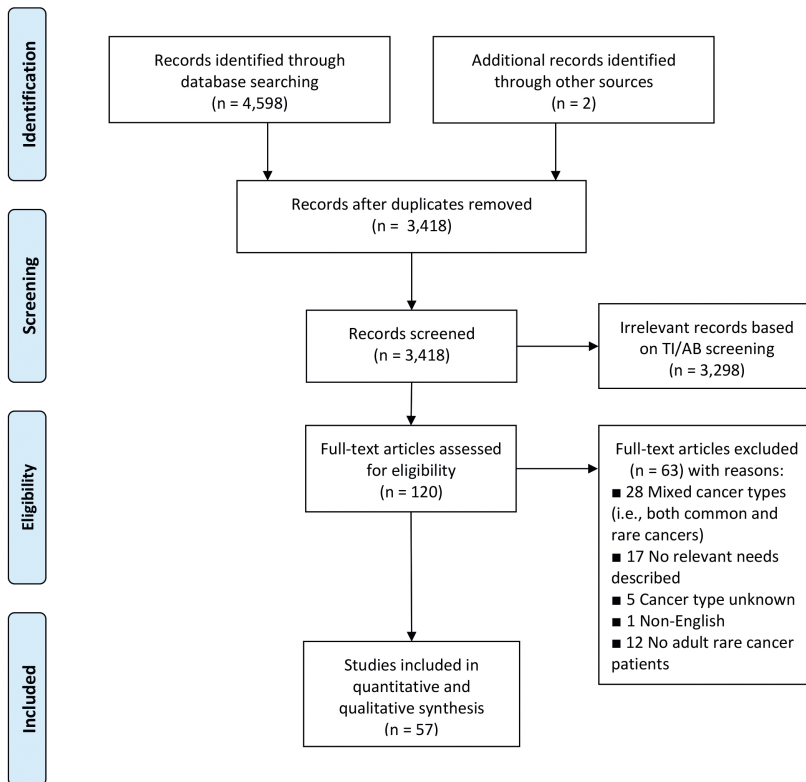 Identification
Records identified through
database searching
(n = 4,598)
Additional records identified
through other sources
(n = 2)
Records after duplicates removed
(n = 3,418)
Screening
Records screened
(n = 3,418)
Irrelevant records based
on TI/AB screening
(n = 3,298)
Eligibility
Full-text articles assessed
for eligibility
(n = 120)
Full-text articles excluded
(n = 63) with reasons:
■ 28 Mixed cancer types
(i.e., both common and
rare cancers)
■ 17 No relevant needs
described
■ 5 Cancer type unknown
■ 1 Non-English
■ 12 No adult rare cancer
patients
Included
Studies included in
quantitative and
qualitative synthesis
(n = 57)